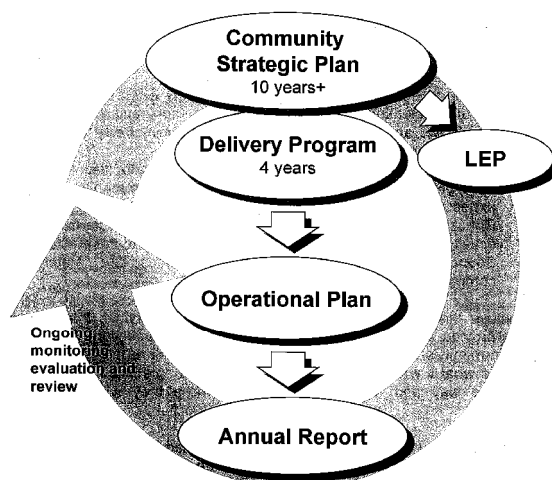 Community
Strategic Plan
10 years+
Delivery Program
4 years
LEP
Operational Plan
Ongoing
monitoring
evaluation and
review
Annual Report